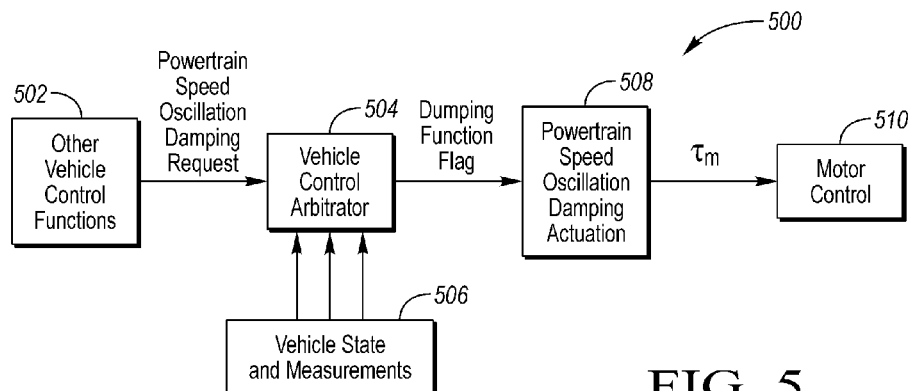 500
502
Other
Vehicle
Control
Functions
Powertrain
Speed
Oscillation
Damping
Request
504
Vehicle
Control
Arbitrator
Dumping
Function
Flag
508
Powertrain
Speed
Oscillation
Damping
Actuation
τm
510
Motor
Control
506
Vehicle State
and Measurements
FIG. 5